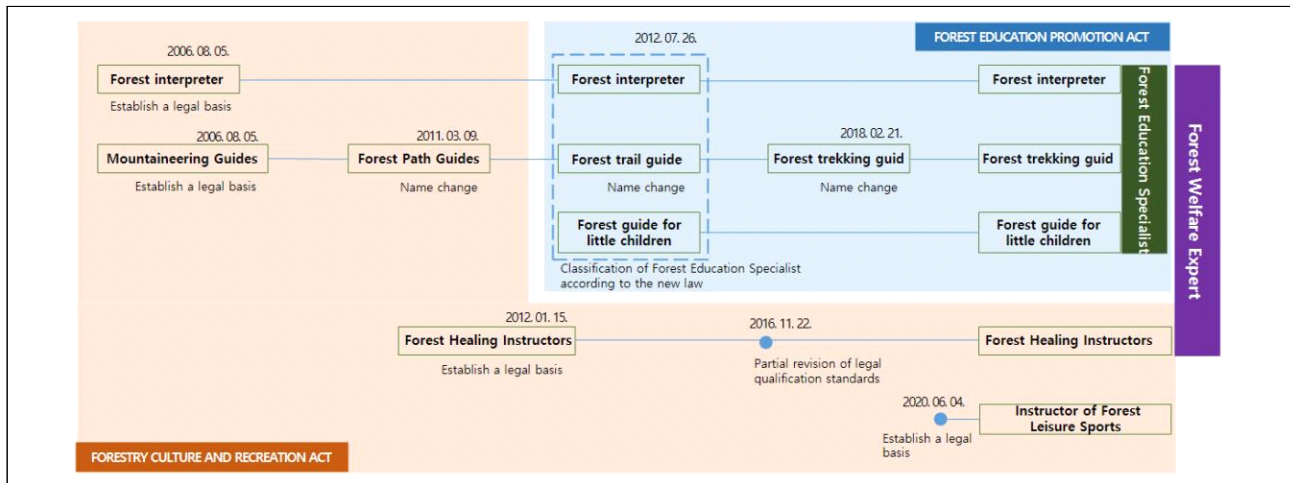 FOREST EDUCATION PROMOTION ACT
2006. 08. 05.
2012. 07. 26.
Forest interpreter
Forest interpreter
Forest interpreter
Establish a legal basis
2006. 08. 05.
2011. 03. 09.
2018. 02. 21.
Mountaineering Guides
Forest Path Guides
Forest trail guide
Forest trekking guid
Forest trekking guid
Establish a legal basis
Name change
Name change
Name change
Forest guide for
little children
Forest guide for
little children
Classification of Forest Education Specialist
according to the new law
Forest Education Specialist
Forest Welfare Expert
2012. 01. 15.
2016. 11. 22.
Forest Healing Instructors
Forest Healing Instructors
Establish a legal basis
Partial revision of legal
qualification standards
2020. 06. 04.
Instructor of Forest
Leisure Sports
Establish a legal
basis
FORESTRY CULTURE AND RECREATION ACT